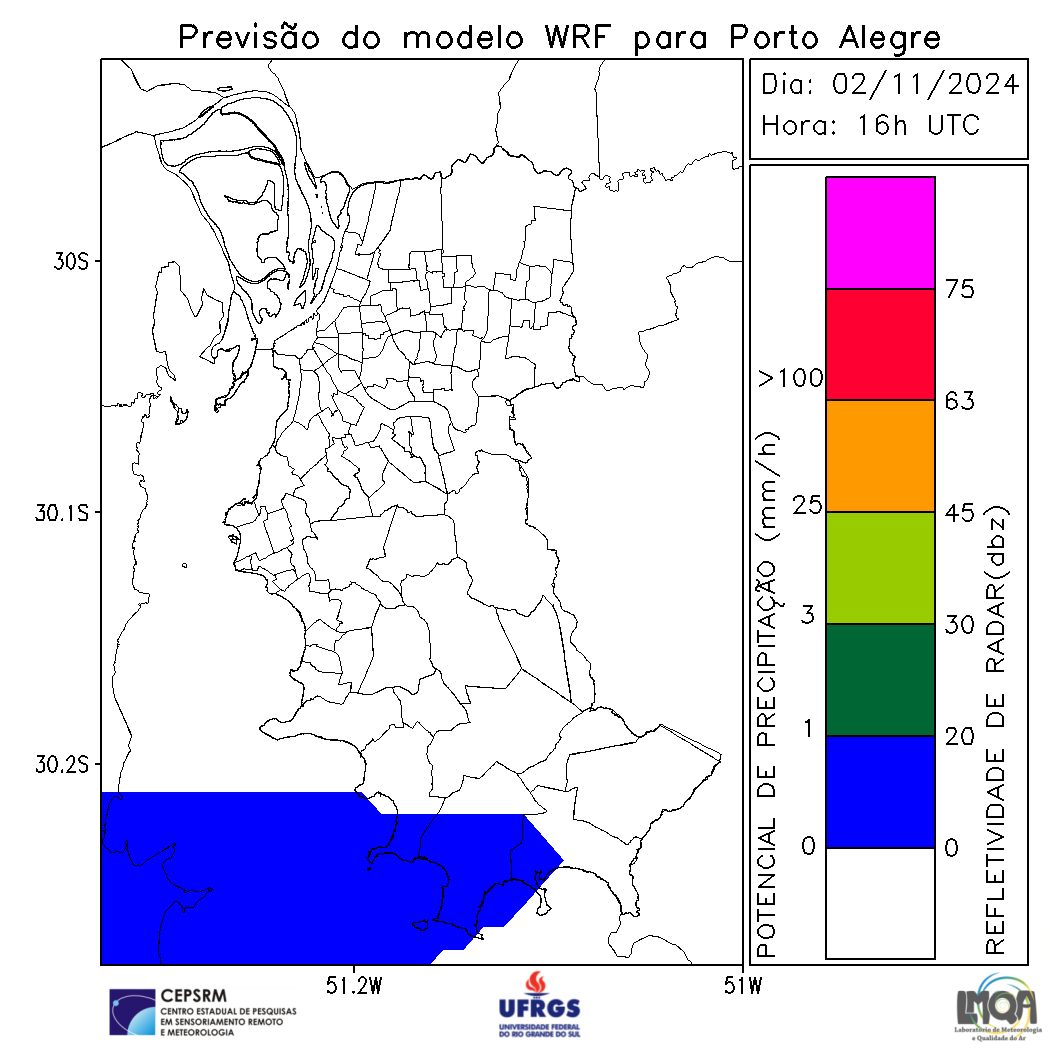 Previsão do modelo WRF para Porto Alegre
Dia: 02/11/2024
Hora: 16h UTC
30S
30.1S
30.2S
51.2W
51W
POTENCIAL DE PRECIPITAÇÃO (mm/h)
>100
25
3
1
0
75
63
45
30
20
0
REFLETIVIDADE DE RADAR(dbz)
CEPSRM
CENTRO ESTADUAL DE PESQUISAS
EM SENSORIAMENTO REMOTO
E METEOROLOGIA
UFRGS
UNIVERSIDADE FEDERAL
DO RIO GRANDE DO SUL
LMQA
Laboratório de Meteorologia
e Qualidade do Ar